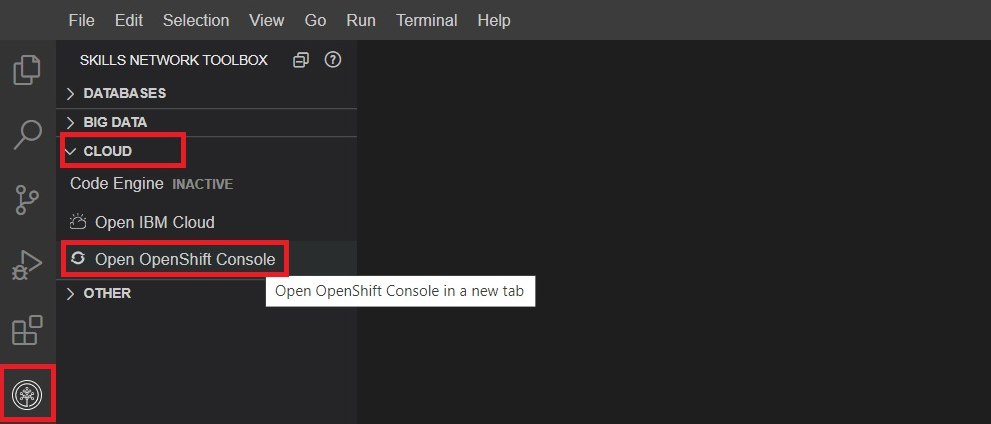 File Edit Selection View Go Run Terminal Help
SKILLS NETWORK TOOLBOX
DATABASES
BIG DATA
CLOUD
Code Engine INACTIVE
Open IBM Cloud
Open OpenShift Console
Open OpenShift Console in a new tab
OTHER